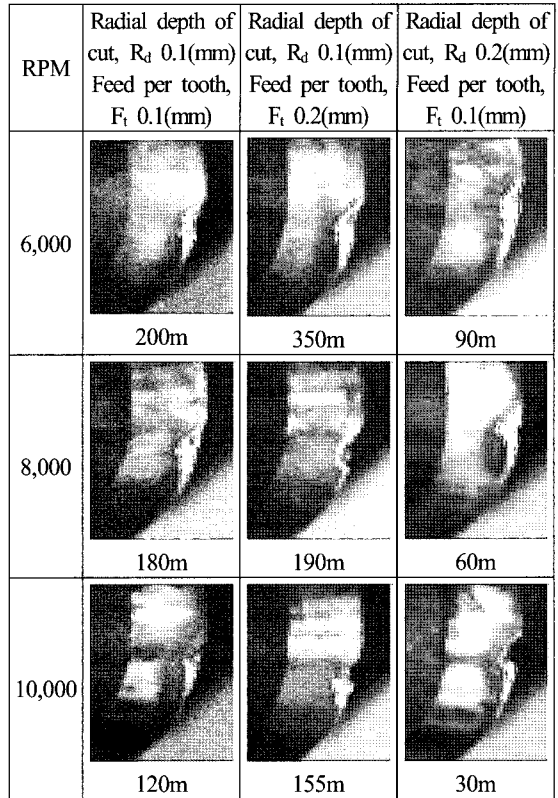 RPM
Radial depth of
cut, Rd 0.1(mm)
Feed per tooth,
Ft 0.1(mm)
Radial depth of
cut, Rd 0.1(mm)
Feed per tooth,
Ft 0.2(mm)
Radial depth of
cut, Rd 0.2(mm)
Feed per tooth,
Ft 0.1(mm)
6,000
200m
350m
90m
8,000
180m
190m
60m
10,000
120m
155m
30m